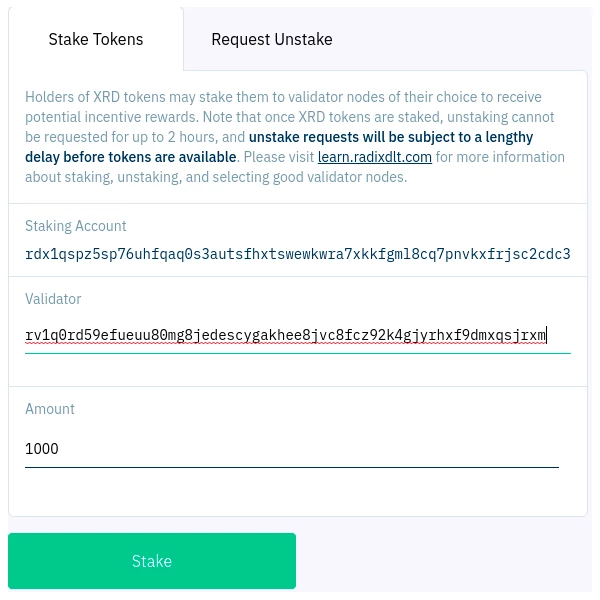 Stake Tokens Request Unstake
Holders of XRD tokens may stake them to validator nodes of their choice to receive
potential incentive rewards. Note that once XRD tokens are staked, unstaking cannot
be requested for up to 2 hours, and unstake requests will be subject to a lengthy
delay before tokens are available. Please visit learn.radixdlt.com for more information
about staking, unstaking, and selecting good validator nodes.
Staking Account
rdx1qspz5sp76uhfqaq0s3autsfhxtswewkwra7xkkfgml8cq7pnvkxfrjsc2cdc3
Validator
rv1q0rd59efueuu80mg8jedescygakhee8jvc8fcz92k4gjyrhxf9dmxqsjrxm
Amount
1000
Stake